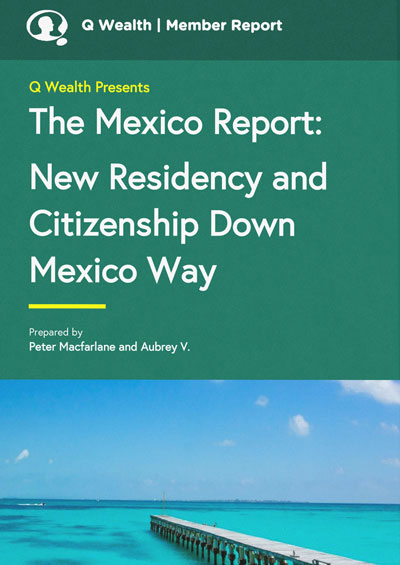 Q Wealth | Member Report
Q Wealth Presents
The Mexico Report:
New Residency and
Citizenship Down
Mexico Way
Prepared by
Peter Macfarlane and Aubrey V.